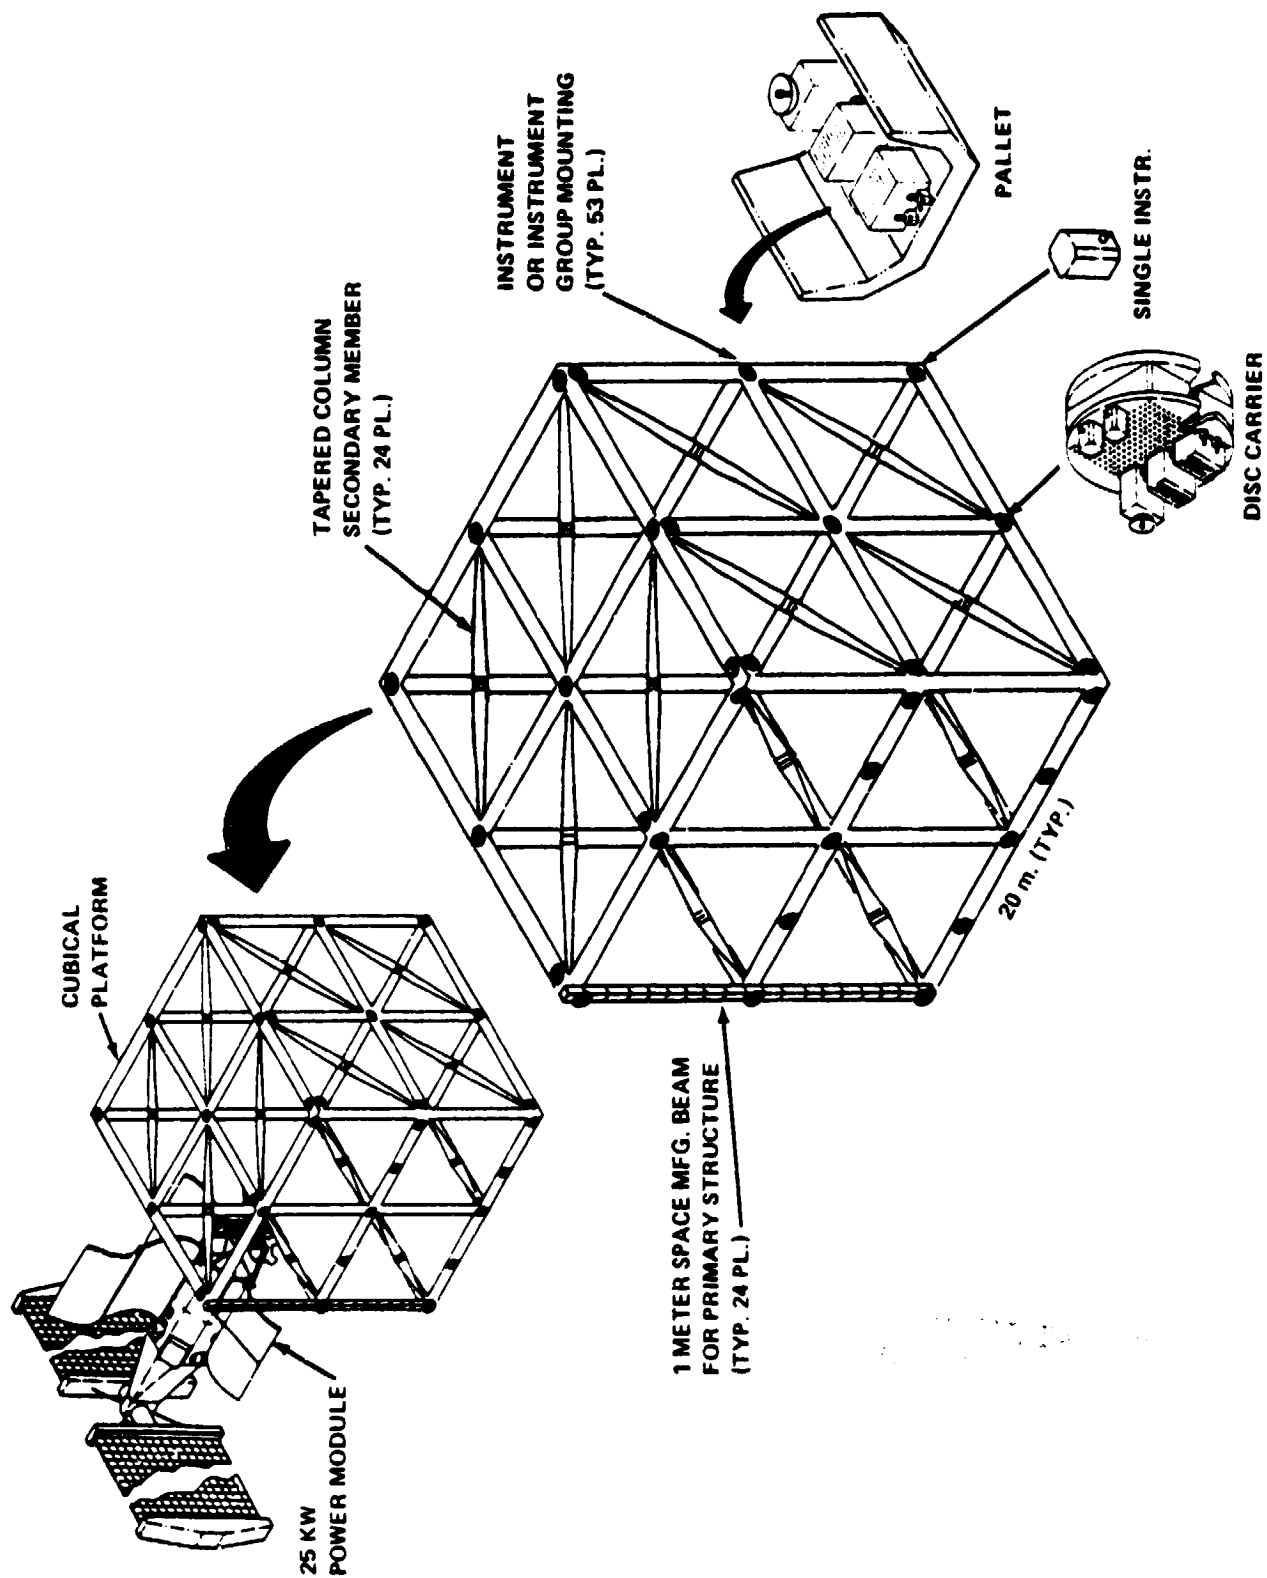 CUBICAL
PLATFORM
25 KW
POWER MODULE
TAPERED COLUMN
SECONDARY MEMBER
(TYP. 24 PL.)
INSTRUMENT
OR INSTRUMENT
GROUP MOUNTING
(TYP. 53 PL.)
PALLET
SINGLE INSTR.
DISC CARRIER
20 m. (TYP.)
1 METER SPACE MFG. BEAM
FOR PRIMARY STRUCTURE
(TYP. 24 PL.)